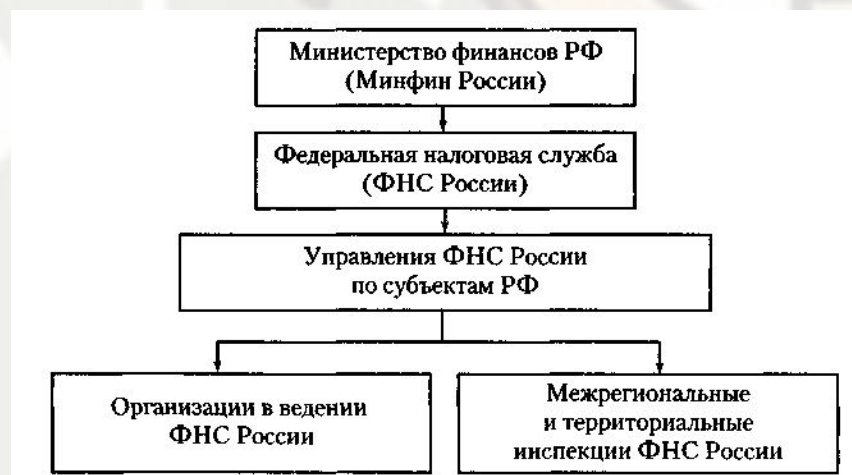 Министерство финансов РФ
(Минфин России)
Федеральная налоговая служба
(ФНС России)
Управления ФНС России
по субъектам РФ
Организации в ведении
ФНС России
Межрегиональные
и территориальные
инспекции ФНС России